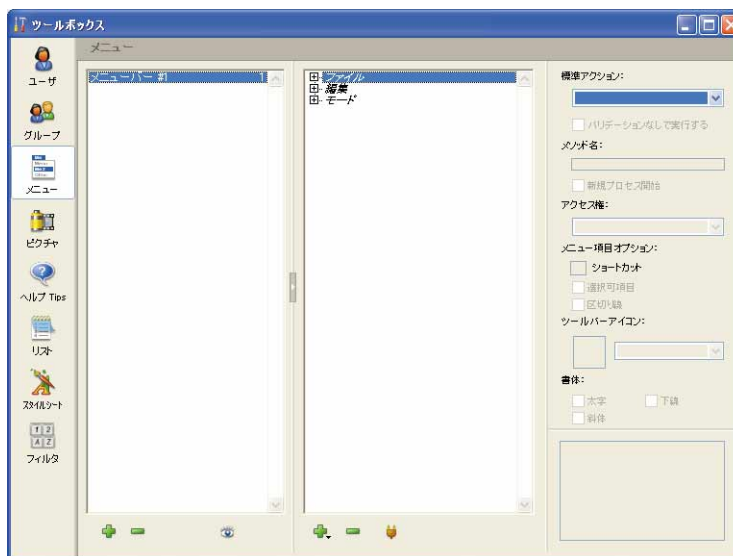 ツールボックス
メニュー
ユーザ
グループ
メニュー
ピクチャ
ヘルプ Tips
リスト
スタイルシート
フィルタ
メニューバー #1 1
ファイル
編集
モード
標準アクション:
バリデーションなしで実行する
メソッド名:
新規プロセス開始
アクセス権:
メニュー項目オプション:
ショートカット
選択可項目
区切り線
ツールバーアイコン:
書体:
太字 下線
斜体